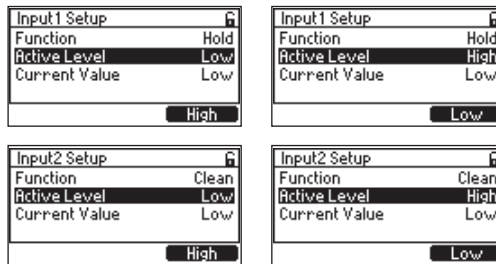 Input1 Setup
Function Hold
Active Level Low
Current Value Low
High
Input1 Setup
Function Hold
Active Level High
Current Value Low
Low
Input2 Setup
Function Clean
Active Level Low
Current Value Low
High
Input2 Setup
Function Clean
Active Level High
Current Value Low
Low